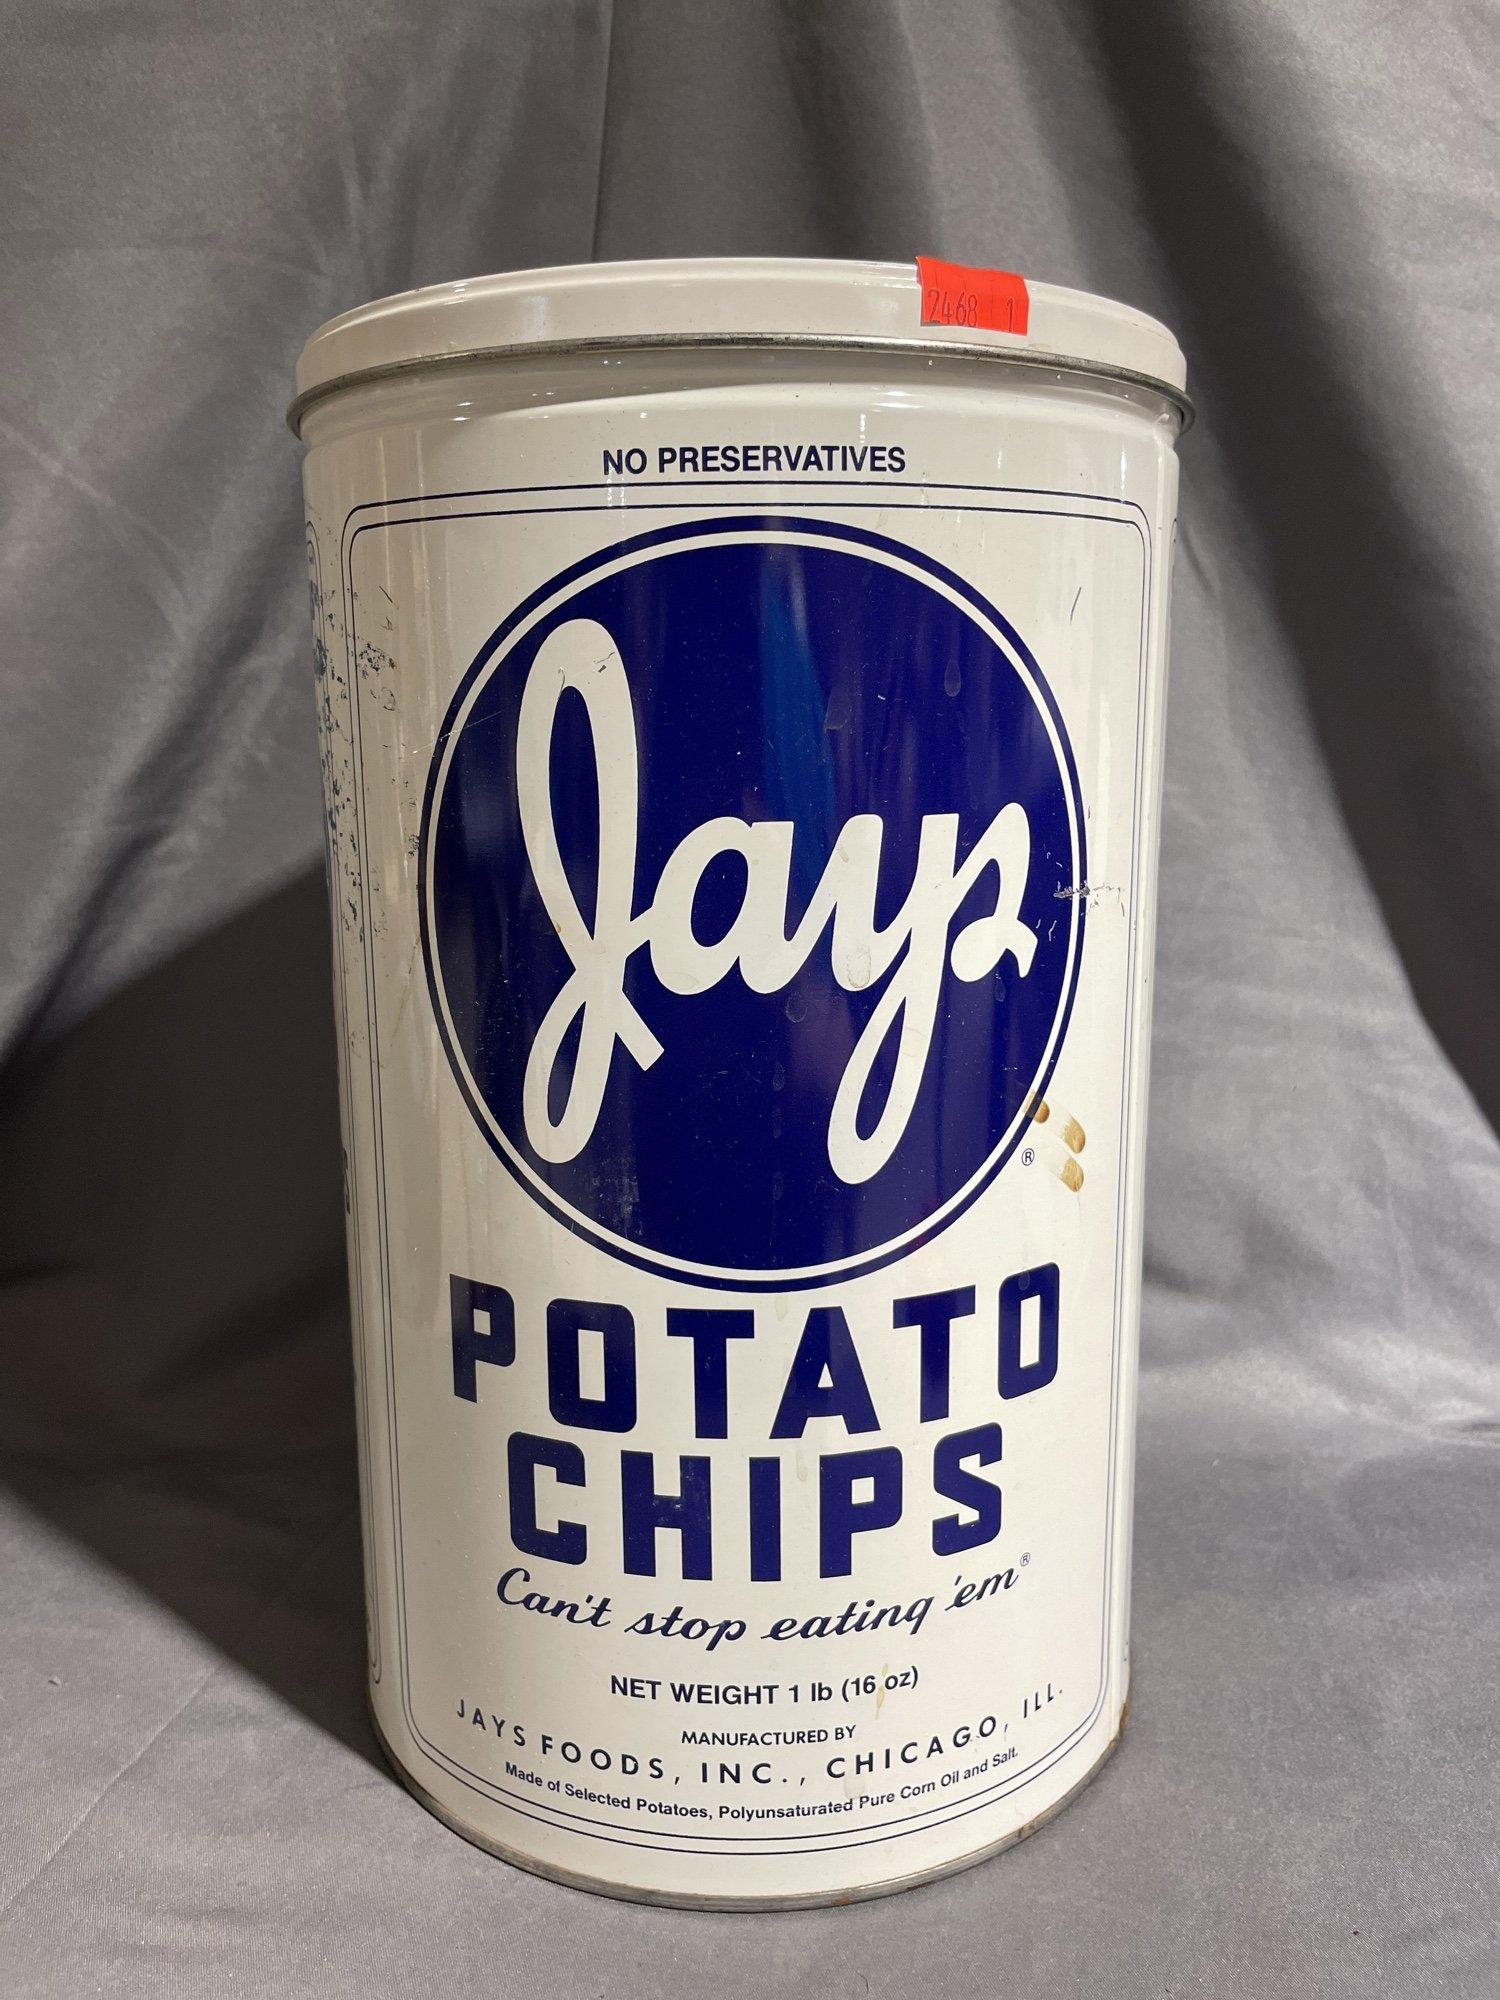 2468 1
NO PRESERVATIVES
Jays
®
POTATO
CHIPS
Can't stop eating 'em®
NET WEIGHT 1 lb (16 oz)
MANUFACTURED BY
JAYS FOODS, INC., CHICAGO, ILL.
Made of Selected Potatoes, Polyunsaturated Pure Corn Oil and Salt.